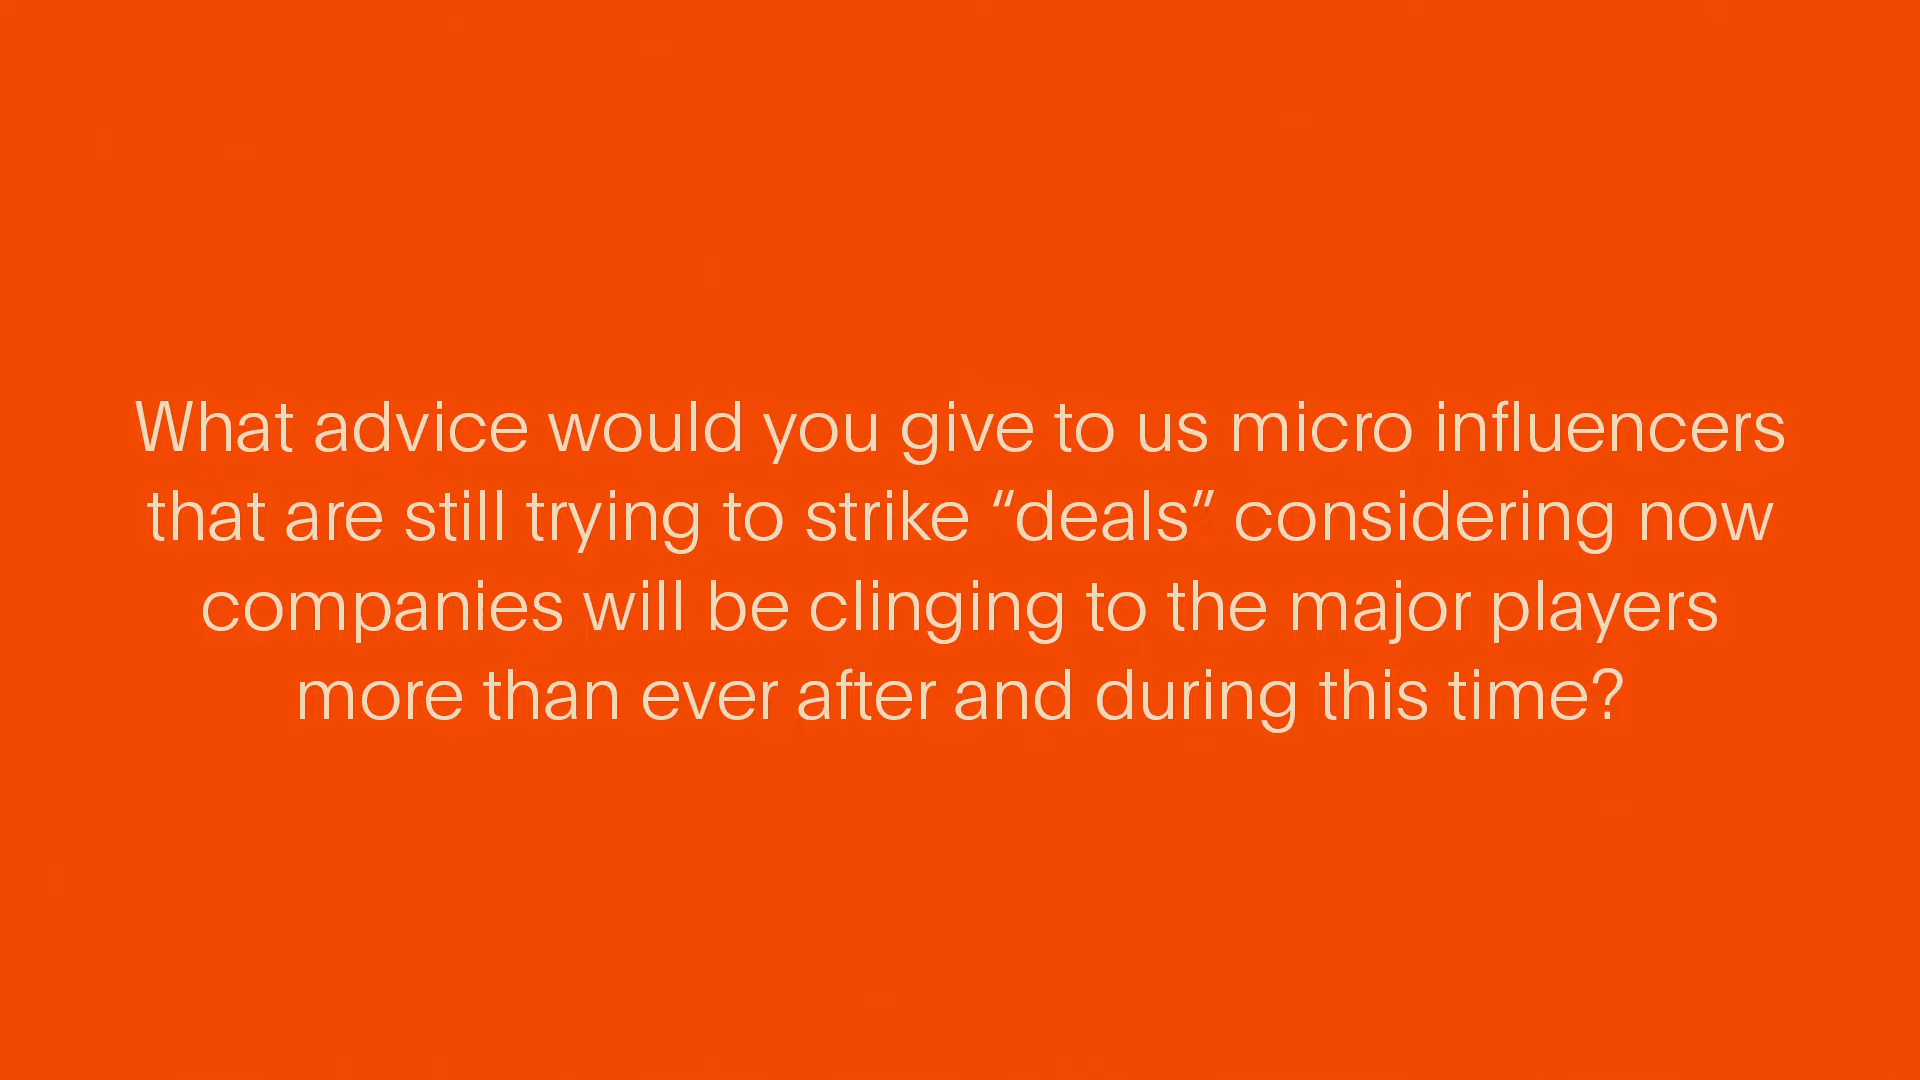 What advice would you give to us micro influencers
that are still trying to strike “deals” considering now
companies will be clinging to the major players
more than ever after and during this time?